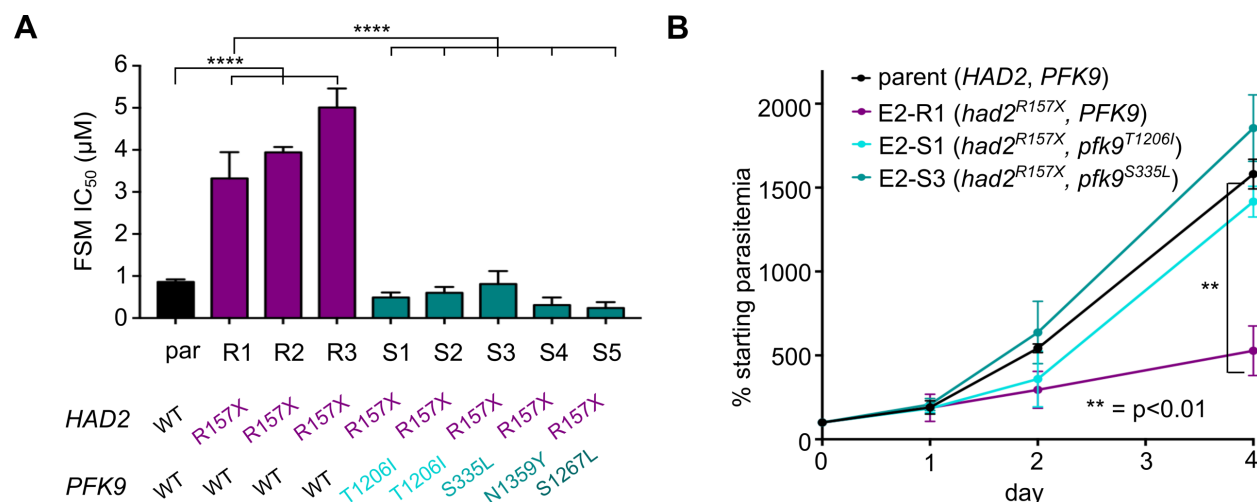 A
****
****
FSM IC50 (µM)
6
5
4
3
2
1
0
par R1 R2 R3 S1 S2 S3 S4 S5
HAD2 WT R157X R157X R157X R157X R157X R157X R157X R157X
PFK9 WT WT WT WT T1206I T1206I S335L N1359Y S1267L
B
parent (HAD2, PFK9)
E2-R1 (had2R157X, PFK9)
E2-S1 (had2R157X, pfk9T1206I)
E2-S3 (had2R157X, pfk9S335L)
% starting parasitemia
2000
1500
1000
500
0
**
** = p<0.01
0 1 2 3 4
day